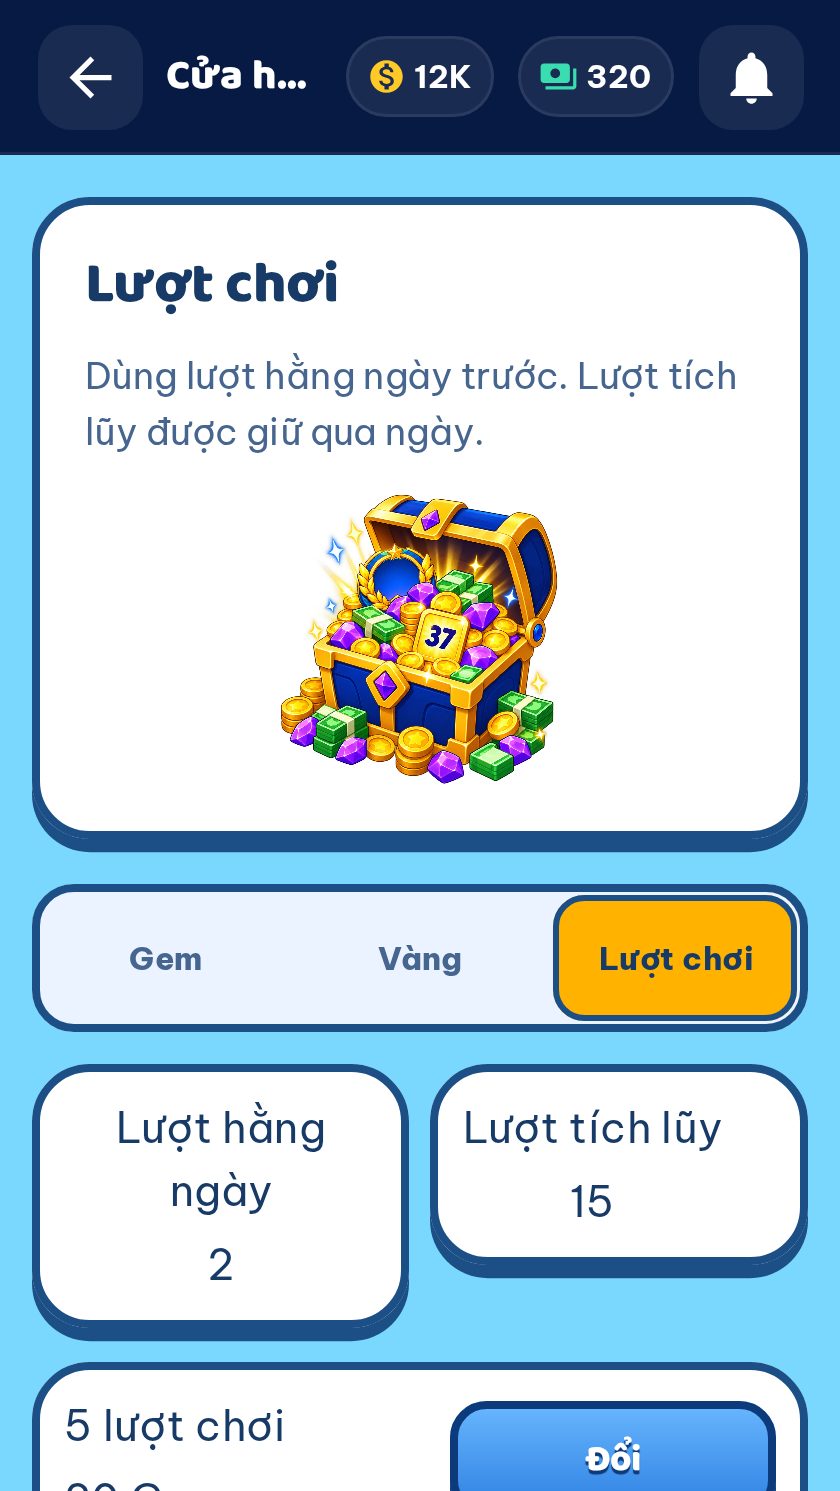 Cửa h...
12K
320
Lượt chơi
Dùng lượt hằng ngày trước. Lượt tích
lũy được giữ qua ngày.
37
Gem
Vàng
Lượt chơi
Lượt hằng
ngày
2
Lượt tích lũy
15
5 lượt chơi
Đổi